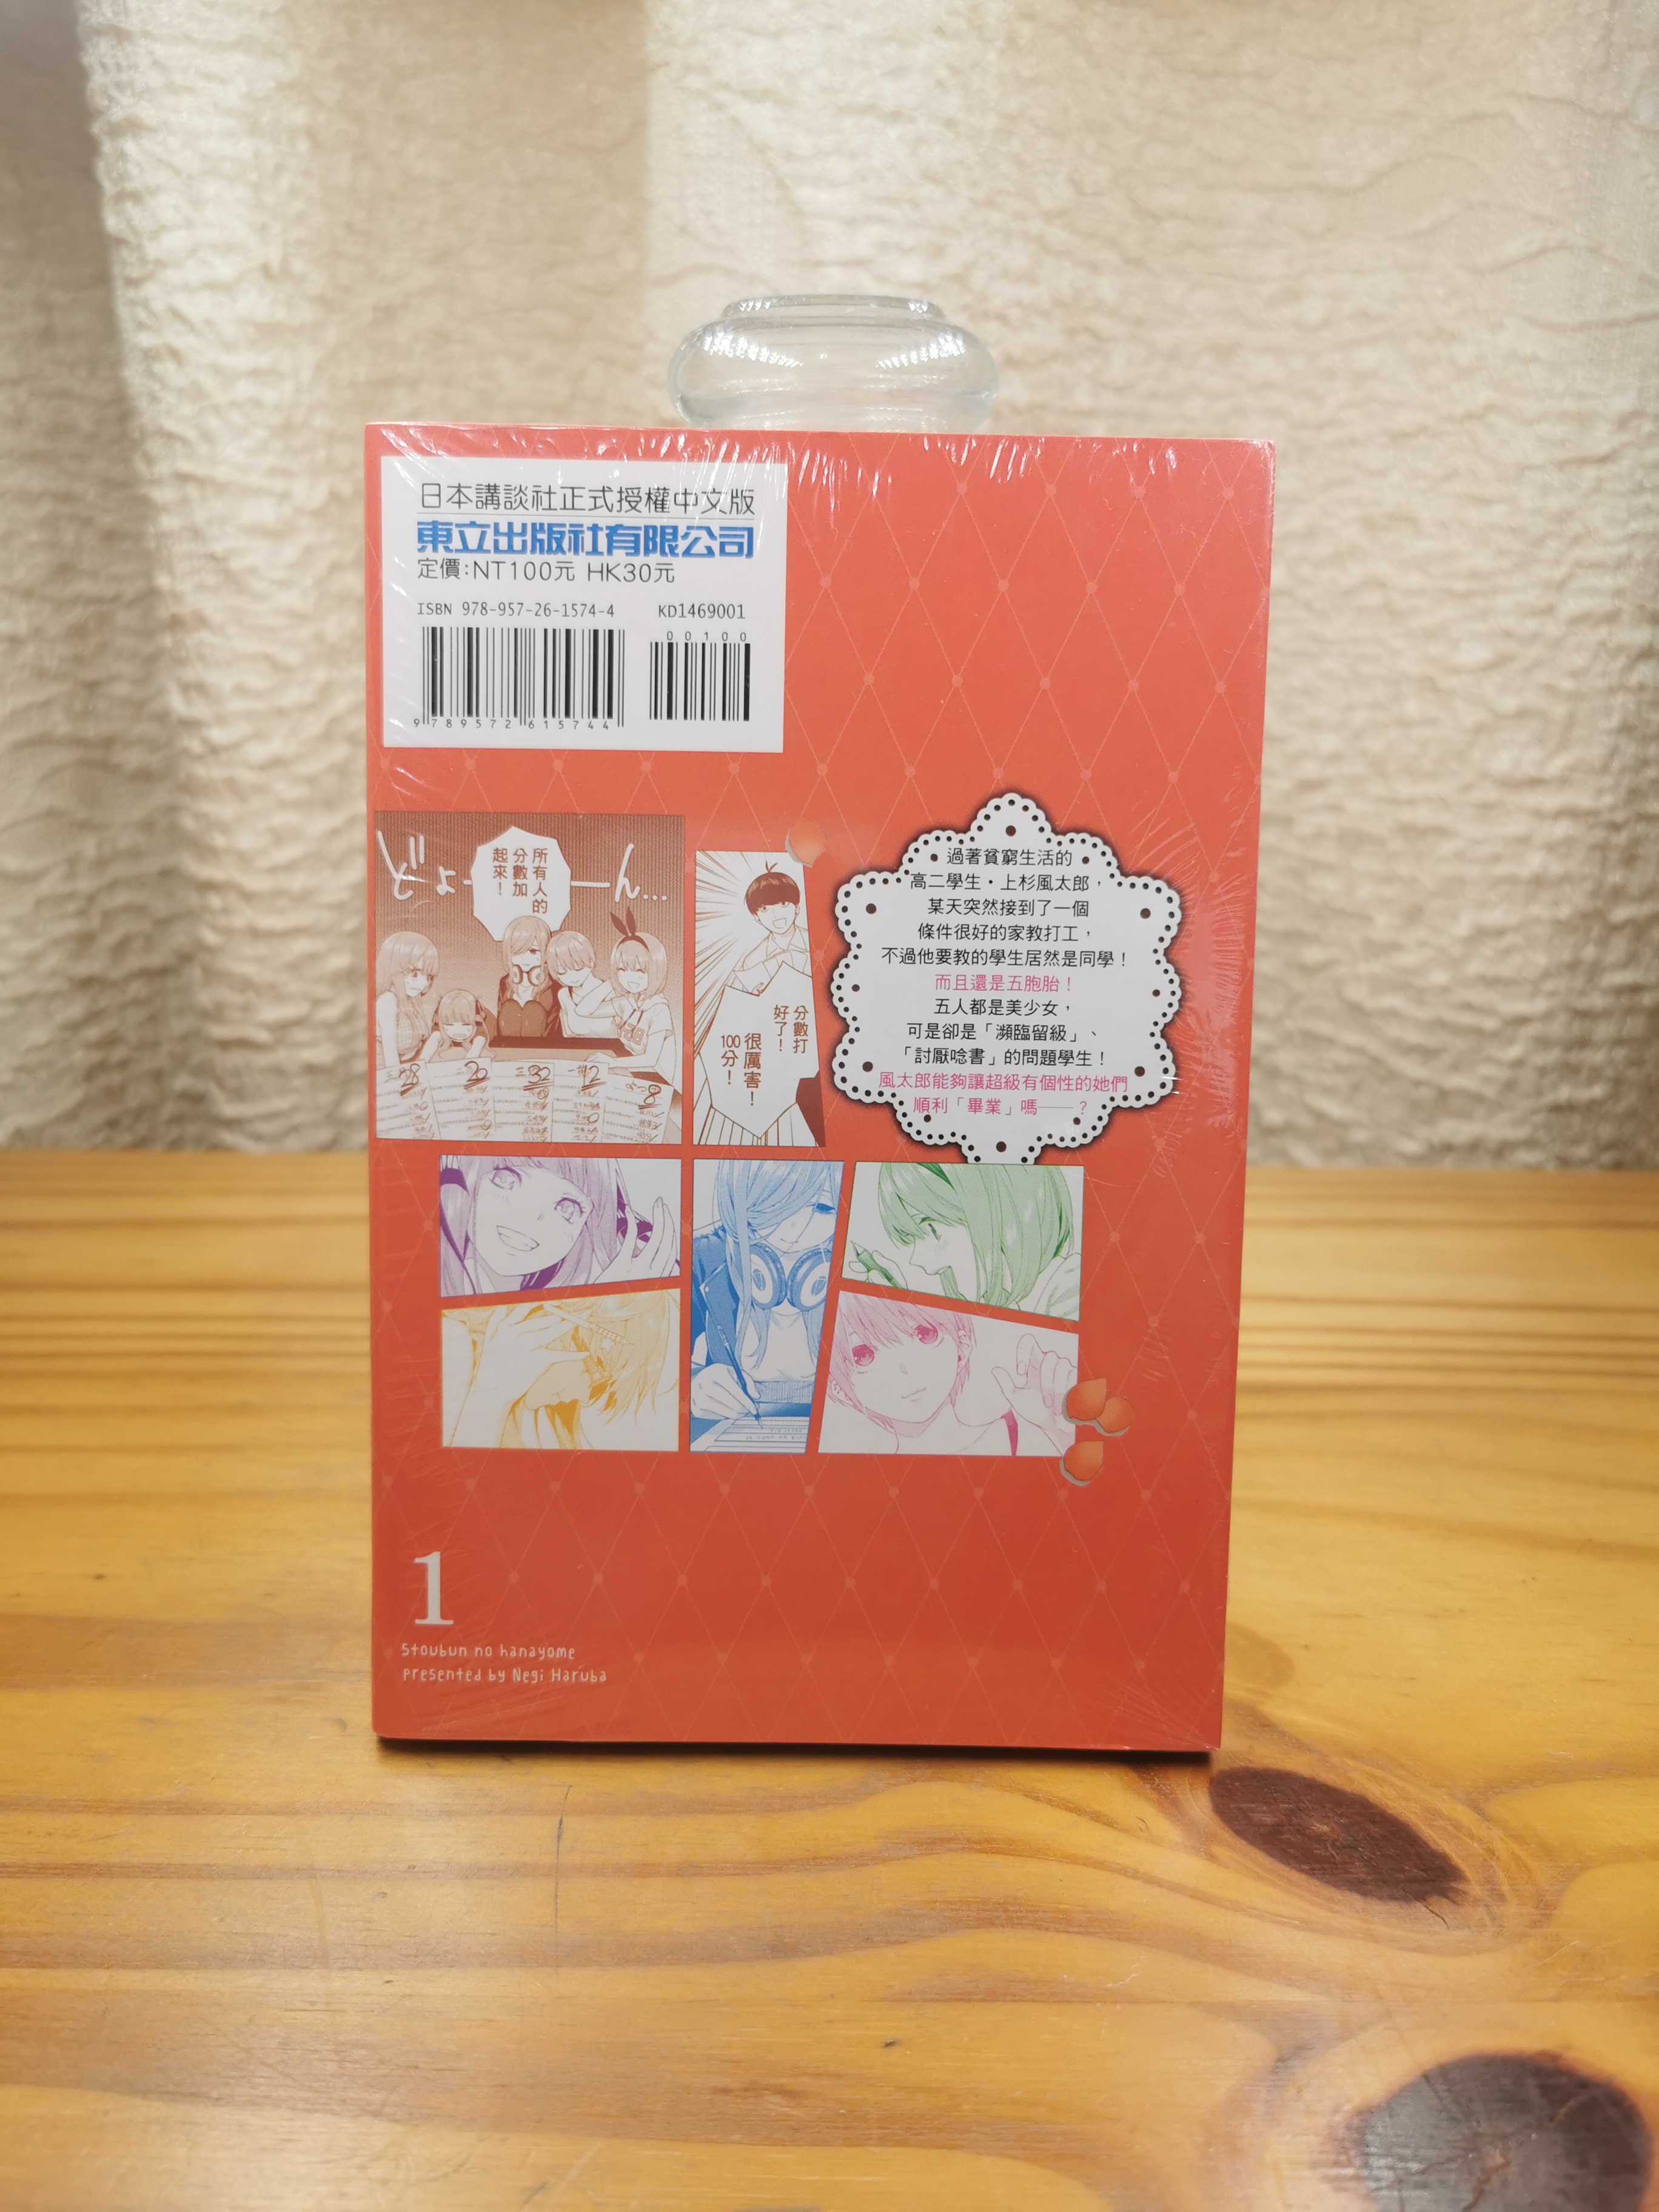 日本講談社正式授權中文版
東立出版社有限公司
定價:NT100元 HK30元
ISBN 978-957-26-1574-4
KD1469001
00100
9789572615744
どよーーん…
所有人的
分數加
起來！
分數打
好了！
很厲害！
100分！
28
20
32
12
8
過著貧窮生活的
高二學生・上杉風太郎，
某天突然接到了一個
條件很好的家教打工，
不過他要教的學生居然是同學！
而且還是五胞胎！
五人都是美少女，
可是卻是「瀕臨留級」、
「討厭唸書」的問題學生！
風太郎能夠讓超級有個性的她們
順利「畢業」嗎──？
1
5toubun no hanayome
presented by Negi Haruba